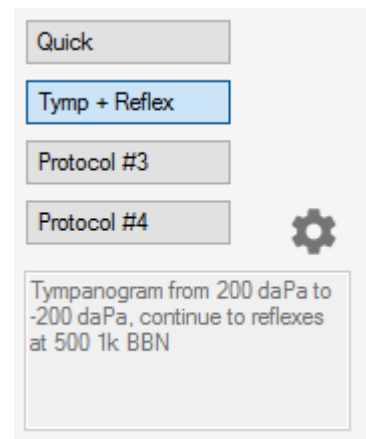 Quick
Tymp + Reflex
Protocol #3
Protocol #4
Tympanogram from 200 daPa to
-200 daPa, continue to reflexes
at 500 1k BBN